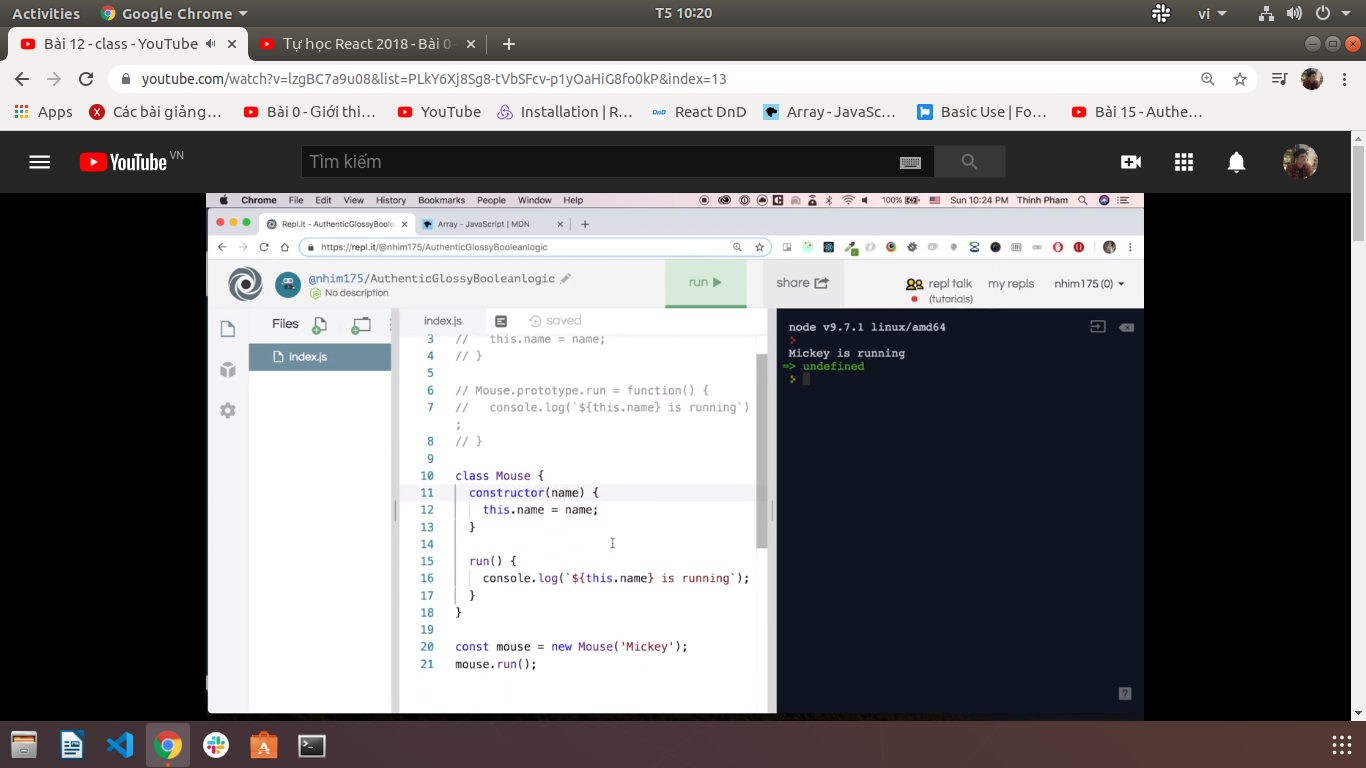 Activities Google Chrome T5 10:20 vi
Bài 12 - class - YouTube Tự học React 2018 - Bài 0
youtube.com/watch?v=lzgBC7a9u08&list=PLkY6Xj8Sg8-tVbSFcv-p1yOaHiG8fo0kP&index=13
Apps Các bài giảng… Bài 0 - Giới thi… YouTube Installation | R… React DnD Array - JavaSc… Basic Use | Fo… Bài 15 - Authe…
YouTube VN Tìm kiếm
Chrome File Edit View History Bookmarks People Window Help 100% Sun 10:24 PM Thinh Pham
Repl.it - AuthenticGlossyBoolea Array - JavaScript | MDN
https://repl.it/@nhim175/AuthenticGlossyBooleanlogic
@nhim175/AuthenticGlossyBooleanlogic run share repl talk my repls nhim175 (0)
No description (tutorials)
Files index.js saved
index.js
3 // this.name = name;
4 // }
5
6 // Mouse.prototype.run = function() {
7 // console.log(`${this.name} is running`)
;
8 // }
9
10 class Mouse {
11 constructor(name) {
12 this.name = name;
13 }
14
15 run() {
16 console.log(`${this.name} is running`);
17 }
18 }
19
20 const mouse = new Mouse('Mickey');
21 mouse.run();
node v9.7.1 linux/amd64
Mickey is running
=> undefined
?